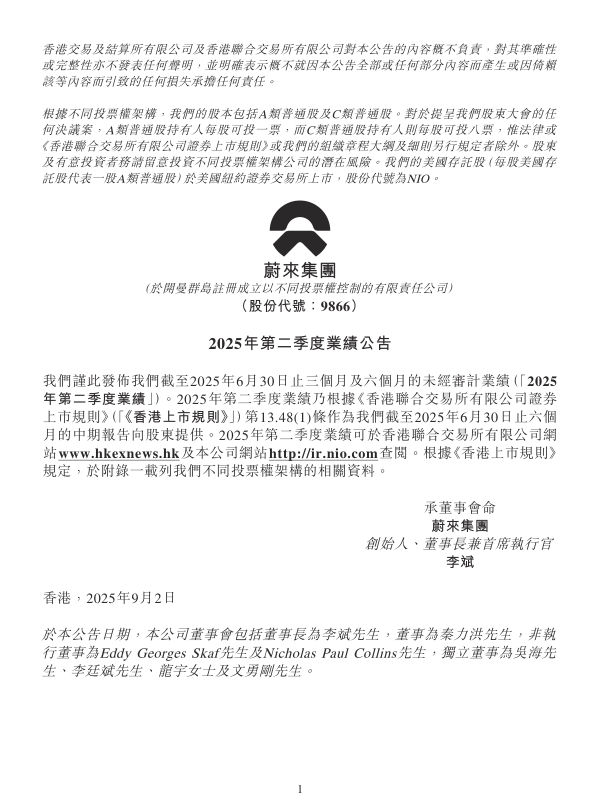 香港交易及結算所有限公司及香港聯合交易所有限公司對本公告的內容概不負責，對其準確性
或完整性亦不發表任何聲明，並明確表示概不就因本公告全部或任何部分內容而產生或因倚賴
該等內容而引致的任何損失承擔任何責任。
根據不同投票權架構，我們的股本包括A類普通股及C類普通股。對於提呈我們股東大會的任
何決議案，A類普通股持有人每股可投一票，而C類普通股持有人則每股可投八票，惟法律或
《香港聯合交易所有限公司證券上市規則》或我們的組織章程大綱及細則另行規定者除外。股東
及有意投資者務請留意投資不同投票權架構公司的潛在風險。我們的美國存託股（每股美國存
託股代表一股A類普通股）於美國紐約證券交易所上市，股份代號為NIO。
蔚來集團
(於開曼群島註冊成立以不同投票權控制的有限責任公司)
（股份代號：9866）
2025年第二季度業績公告
我們謹此發佈我們截至2025年6月30日止三個月及六個月的未經審計業績（「2025
年第二季度業績」）。2025年第二季度業績乃根據《香港聯合交易所有限公司證券
上市規則》（「《香港上市規則》」）第13.48(1)條作為我們截至2025年6月30日止六個
月的中期報告向股東提供。2025年第二季度業績可於香港聯合交易所有限公司網
站www.hkexnews.hk及本公司網站http://ir.nio.com查閱。根據《香港上市規則》
規定，於附錄一載列我們不同投票權架構的相關資料。
承董事會命
蔚來集團
創始人、董事長兼首席執行官
李斌
香港，2025年9月2日
於本公告日期，本公司董事會包括董事長為李斌先生，董事為秦力洪先生，非執
行董事為Eddy Georges Skaf先生及Nicholas Paul Collins先生，獨立董事為吳海先
生、李廷斌先生、龍宇女士及文勇剛先生。
1